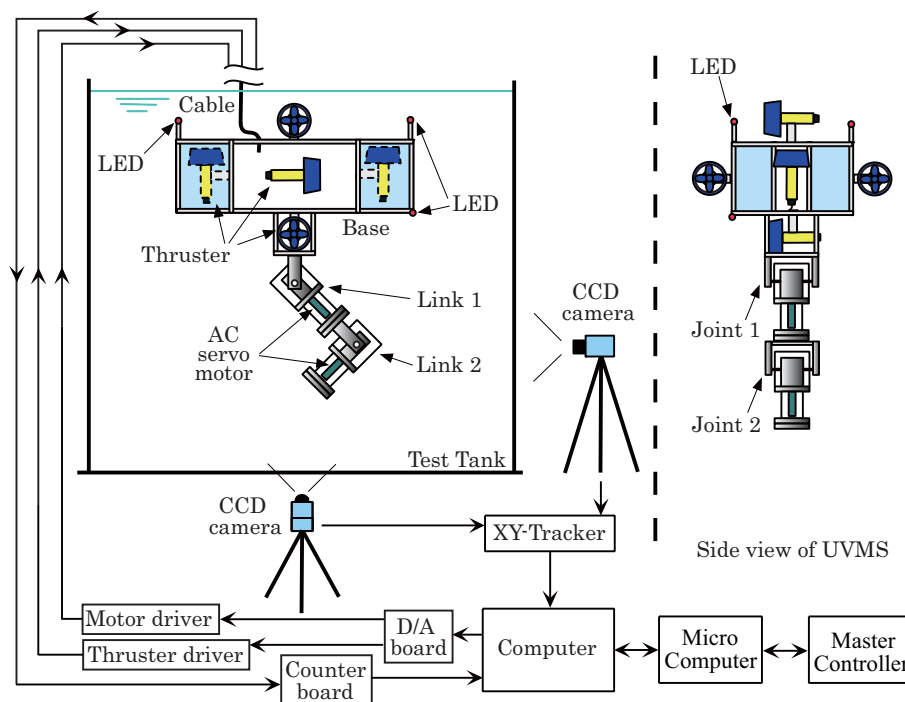 LED
Cable
LED
LED
Base
Thruster
Link 1
CCD
camera
AC
servo
motor
Joint 1
Link 2
Joint 2
Test Tank
CCD
camera
XY-Tracker
Side view of UVMS
Motor driver
D/A
board
Computer
Micro
Computer
Master
Controller
Thruster driver
Counter
board